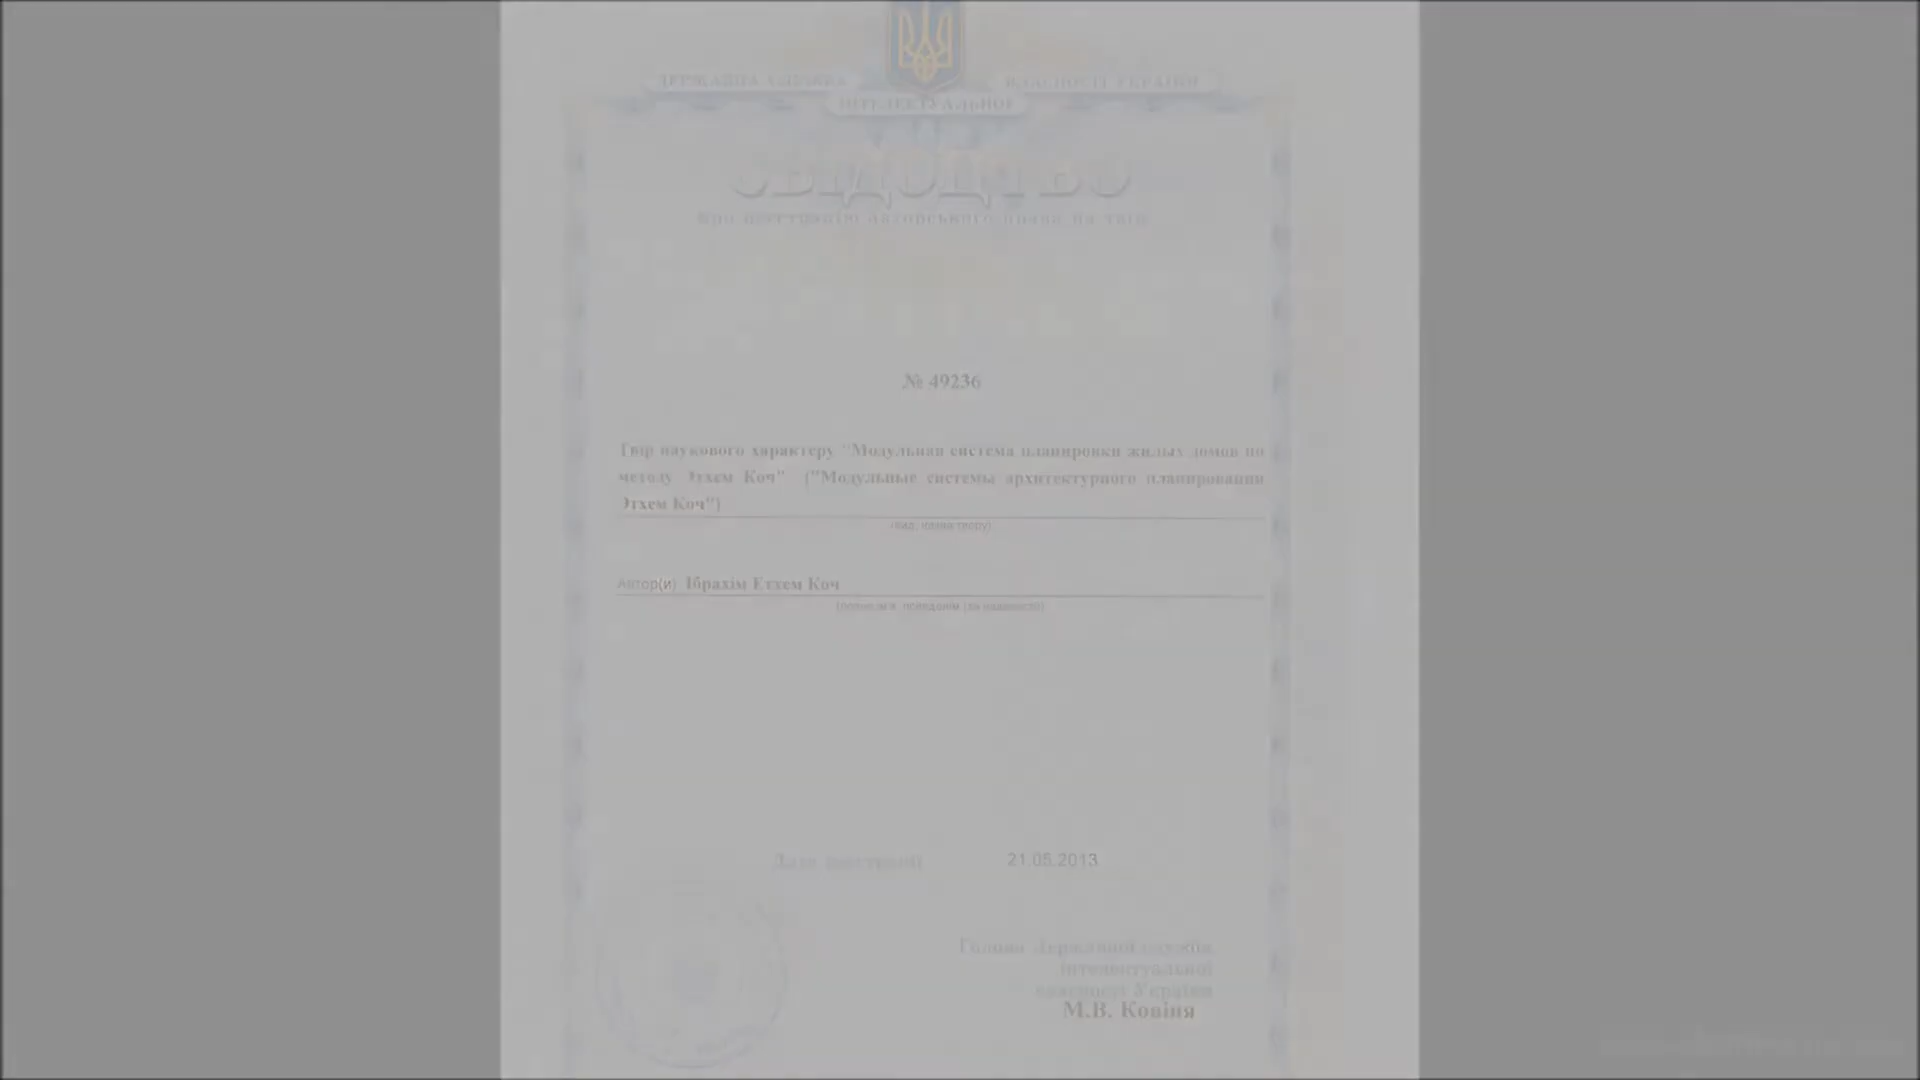 ДЕРЖАВНА СЛУЖБА
ІНТЕЛЕКТУАЛЬНОЇ
ВЛАСНОСТІ УКРАЇНИ
СВІДОЦТВО
про реєстрацію авторського права на твір
№ 49236
Твір наукового характеру "Модульная система планировки жилых домов по
методу Этхем Коч" ("Модульные системы архитектурного планирования
Этхем Коч")
(вид, назва твору)
Автор(и) Ібрахім Етхем Коч
(повне ім'я, псевдонім (за наявності))
Дата реєстрації 21.05.2013
Голова Державної служби
інтелектуальної
власності України
М.В. Ковіня